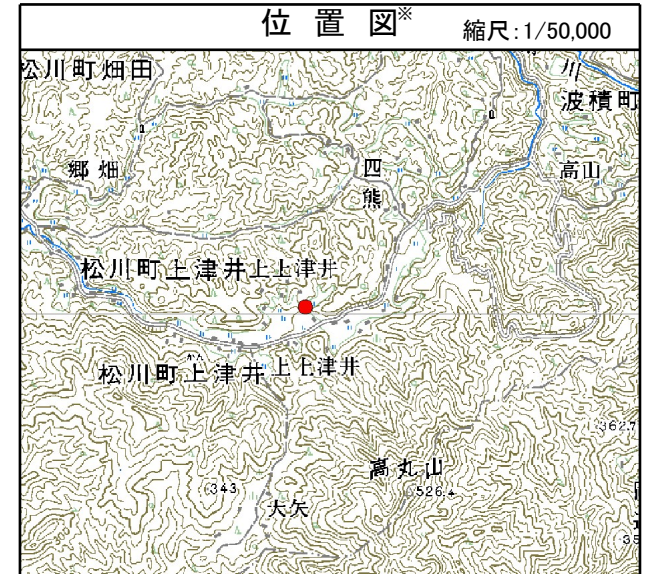 位置図※ 縮尺:1/50,000
松川町畑田
川
波積町
郷畑
四熊
高山
松川町上津井
上上津井
松川町上津井
上上津井
362.7
高丸山
343
526.4
大矢